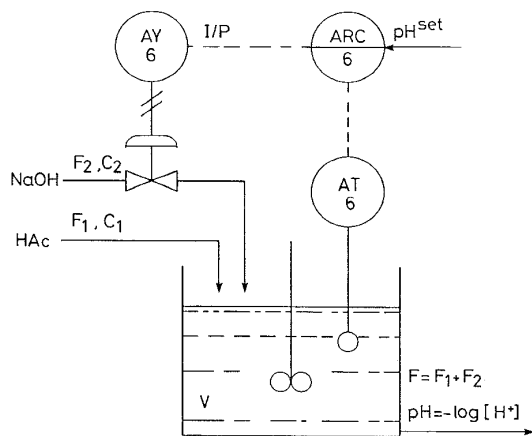 AY
6
I/P
ARC
6
pH^set
F₂, C₂
NaOH
AT
6
F₁, C₁
HAc
F=F₁+F₂
V
pH=-log[H⁺]